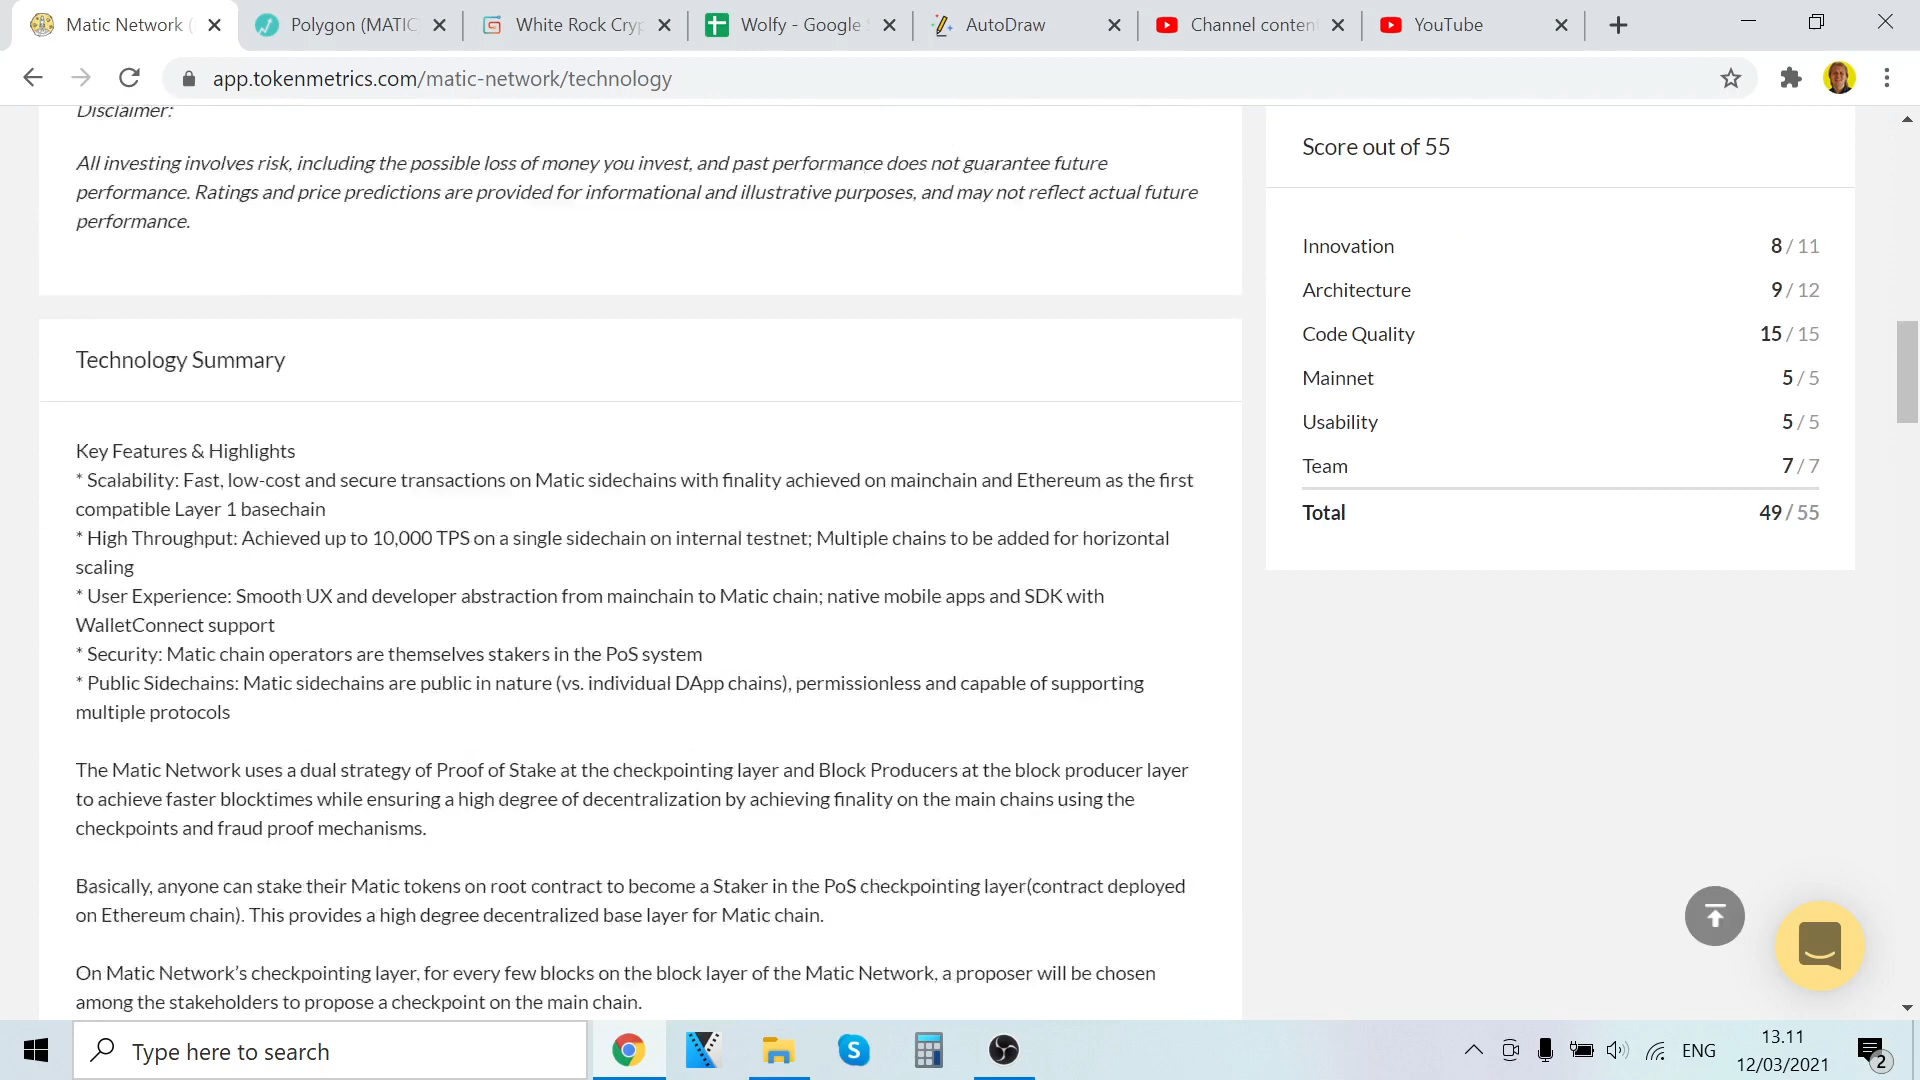 Matic Network (
Polygon (MATIC
White Rock Cryp
Wolfy - Google
AutoDraw
Channel conten
YouTube
app.tokenmetrics.com/matic-network/technology
Disclaimer:
All investing involves risk, including the possible loss of money you invest, and past performance does not guarantee future
performance. Ratings and price predictions are provided for informational and illustrative purposes, and may not reflect actual future
performance.
Technology Summary
Key Features & Highlights
* Scalability: Fast, low-cost and secure transactions on Matic sidechains with finality achieved on mainchain and Ethereum as the first
compatible Layer 1 basechain
* High Throughput: Achieved up to 10,000 TPS on a single sidechain on internal testnet; Multiple chains to be added for horizontal
scaling
* User Experience: Smooth UX and developer abstraction from mainchain to Matic chain; native mobile apps and SDK with
WalletConnect support
* Security: Matic chain operators are themselves stakers in the PoS system
* Public Sidechains: Matic sidechains are public in nature (vs. individual DApp chains), permissionless and capable of supporting
multiple protocols
The Matic Network uses a dual strategy of Proof of Stake at the checkpointing layer and Block Producers at the block producer layer
to achieve faster blocktimes while ensuring a high degree of decentralization by achieving finality on the main chains using the
checkpoints and fraud proof mechanisms.
Basically, anyone can stake their Matic tokens on root contract to become a Staker in the PoS checkpointing layer(contract deployed
on Ethereum chain). This provides a high degree decentralized base layer for Matic chain.
On Matic Network's checkpointing layer, for every few blocks on the block layer of the Matic Network, a proposer will be chosen
among the stakeholders to propose a checkpoint on the main chain.
Score out of 55
Innovation 8 / 11
Architecture 9 / 12
Code Quality 15 / 15
Mainnet 5 / 5
Usability 5 / 5
Team 7 / 7
Total 49 / 55
Type here to search
S
ENG
13.11
12/03/2021
2